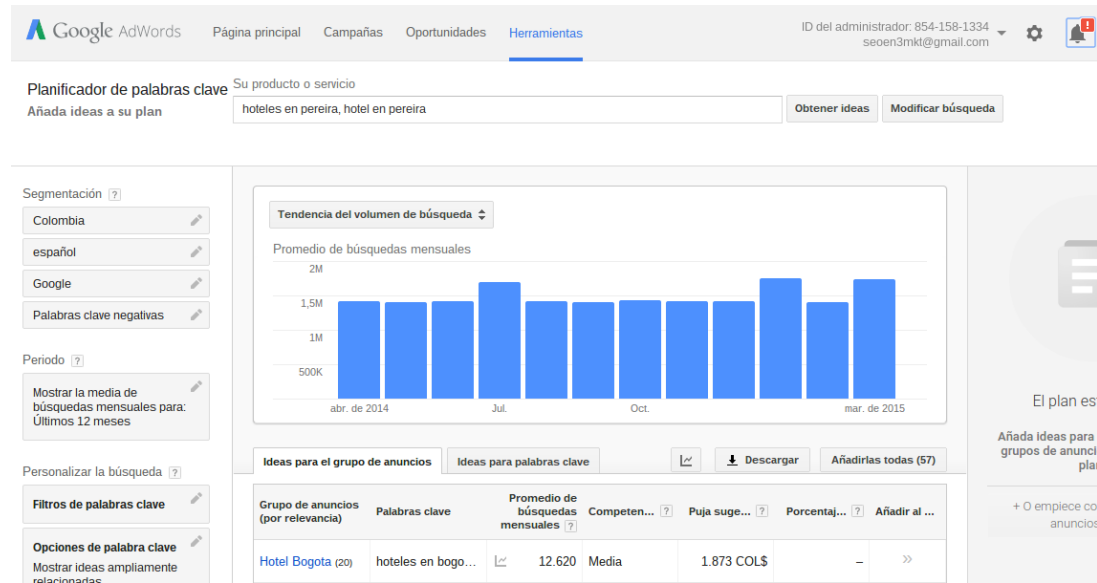 Google AdWords
Página principal Campañas Oportunidades Herramientas
ID del administrador: 854-158-1334
seoen3mkt@gmail.com
!
Planificador de palabras clave
Añada ideas a su plan
Su producto o servicio
hoteles en pereira, hotel en pereira
Obtener ideas
Modificar búsqueda
Segmentación ?
Colombia
español
Google
Palabras clave negativas
Periodo ?
Mostrar la media de
búsquedas mensuales para:
Últimos 12 meses
Personalizar la búsqueda ?
Filtros de palabras clave
Opciones de palabra clave
Mostrar ideas ampliamente
relacionadas
Tendencia del volumen de búsqueda
Promedio de búsquedas mensuales
2M
1,5M
1M
500K
abr. de 2014 Jul. Oct. mar. de 2015
Ideas para el grupo de anuncios
Ideas para palabras clave
Descargar
Añadirlas todas (57)
Grupo de anuncios
(por relevancia)
Palabras clave
Promedio de
búsquedas
mensuales ?
Competen... ?
Puja suge... ?
Porcentaj... ?
Añadir al ...
Hotel Bogota (20) hoteles en bogo... 12.620 Media 1.873 COL$ – »
El plan es
Añada ideas para
grupos de anunci
pla
+ O empiece co
anuncios